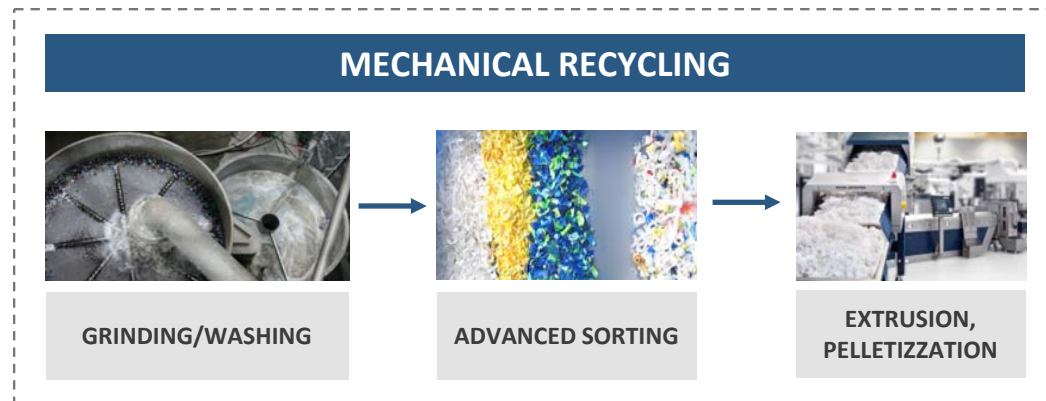 MECHANICAL RECYCLING
GRINDING/WASHING
ADVANCED SORTING
EXTRUSION,
PELLETIZZATION